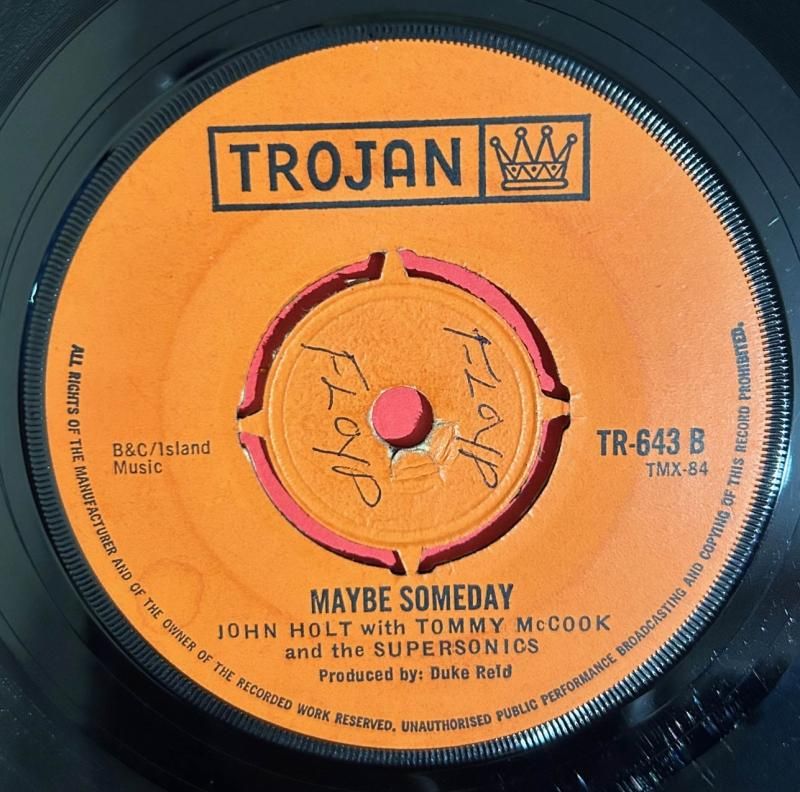 TROJAN
FLOYD
FLOYD
B&C/Island
Music
TR-643 B
TMX-84
MAYBE SOMEDAY
JOHN HOLT with TOMMY McCOOK
and the SUPERSONICS
Produced by: Duke Reid
ALL RIGHTS OF THE MANUFACTURER AND OF THE OWNER OF THE RECORDED WORK RESERVED. UNAUTHORISED PUBLIC PERFORMANCE BROADCASTING AND COPYING OF THIS RECORD PROHIBITED.